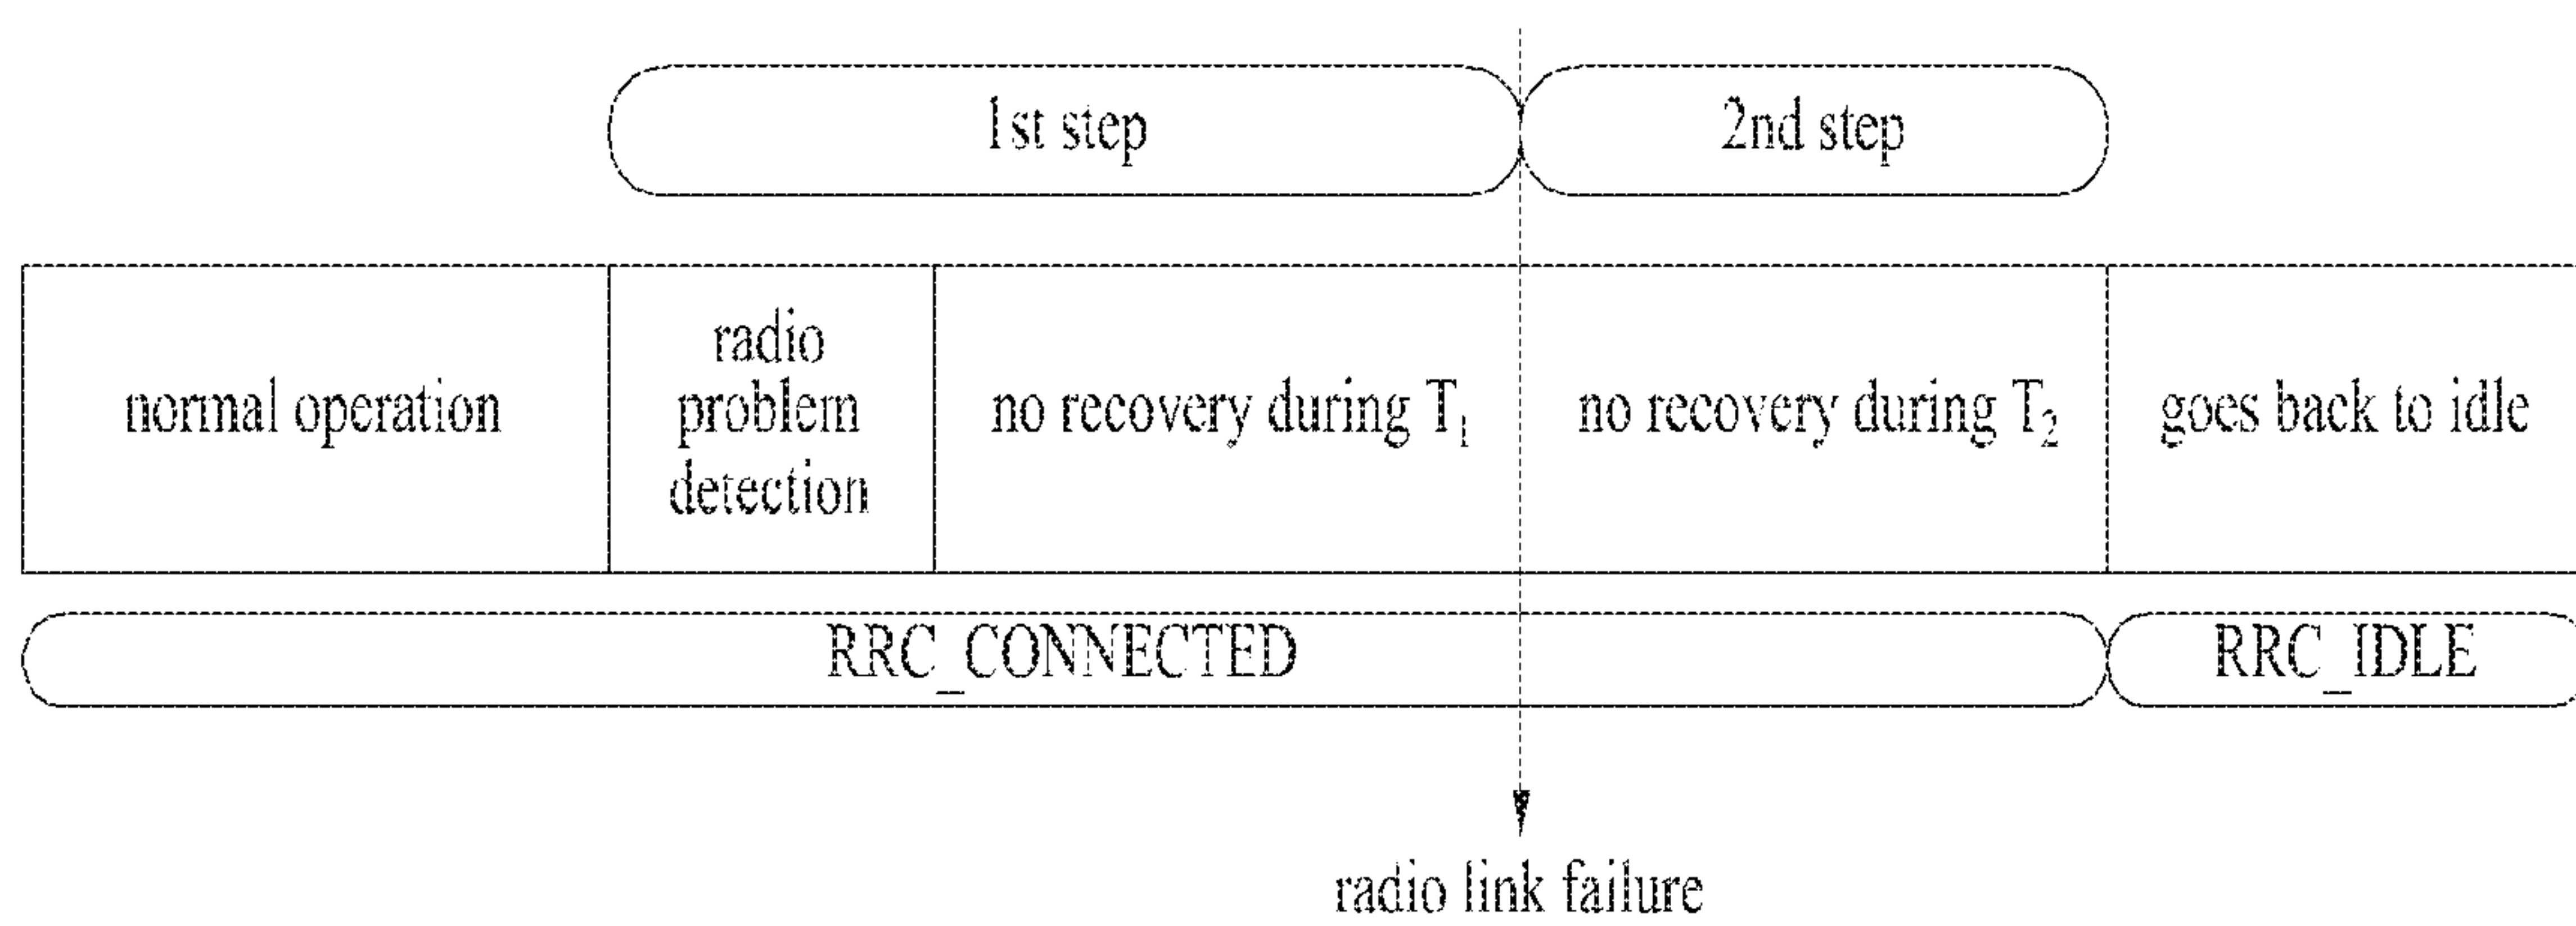 1st step
2nd step
normal operation
radio
problem
detection
no recovery during T₁
no recovery during T₂
goes back to idle
RRC_CONNECTED
RRC_IDLE
radio link failure